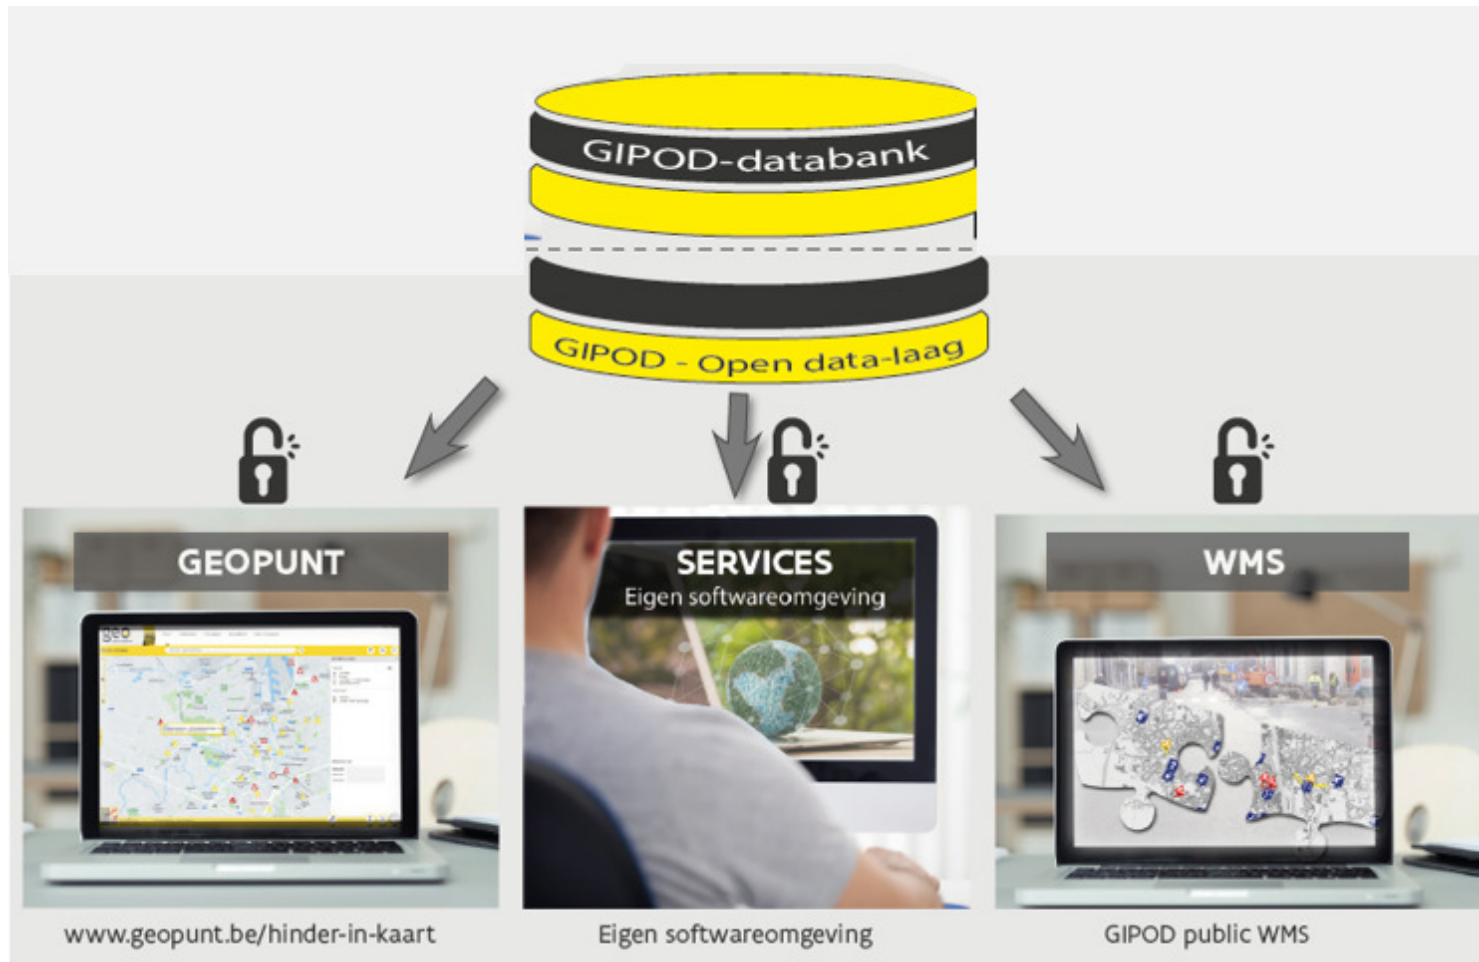 GIPOD-databank
GIPOD - Open data-laag
GEOPUNT
SERVICES
Eigen softwareomgeving
WMS
geo
www.geopunt.be/hinder-in-kaart
Eigen softwareomgeving
GIPOD public WMS